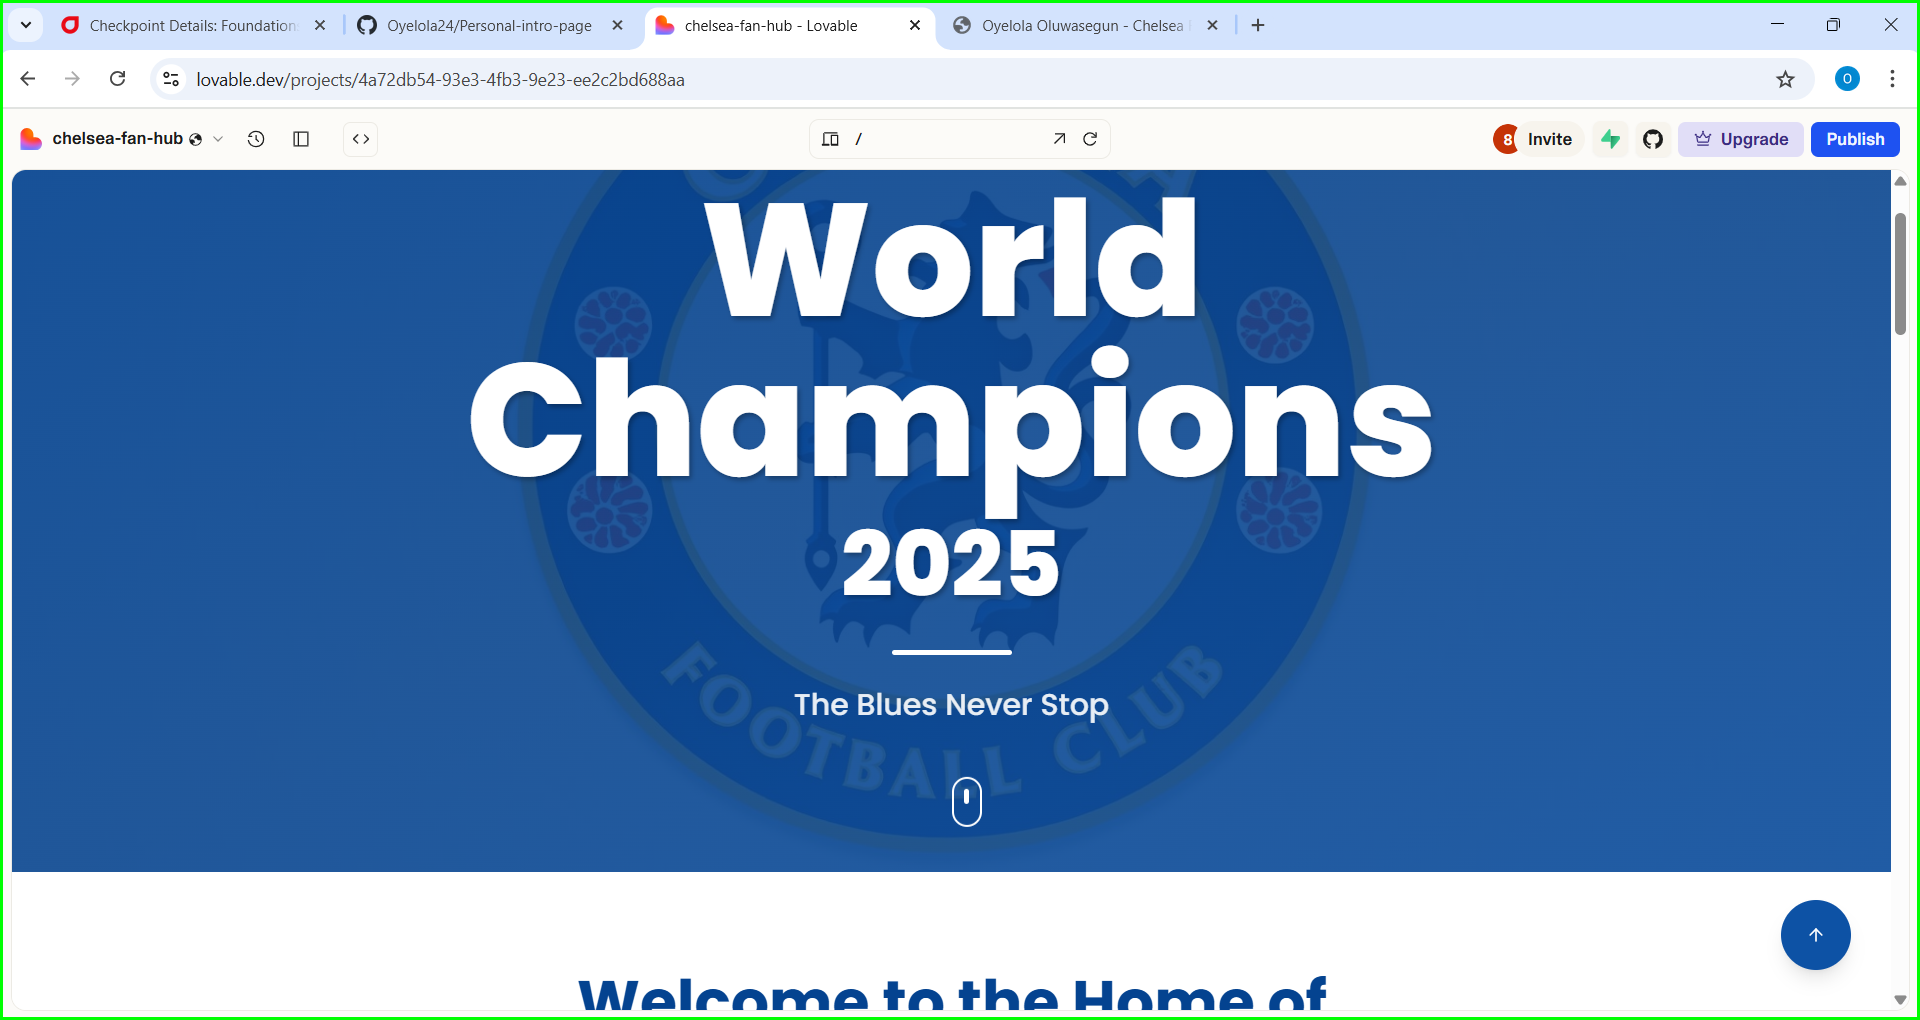 Checkpoint Details: Foundation
Oyelola24/Personal-intro-page
chelsea-fan-hub - Lovable
Oyelola Oluwasegun - Chelsea
lovable.dev/projects/4a72db54-93e3-4fb3-9e23-ee2c2bd688aa
O
chelsea-fan-hub
/
8
Invite
Upgrade
Publish
World
Champions
2025
The Blues Never Stop
FOOTBALL CLUB
Welcome to the Home of